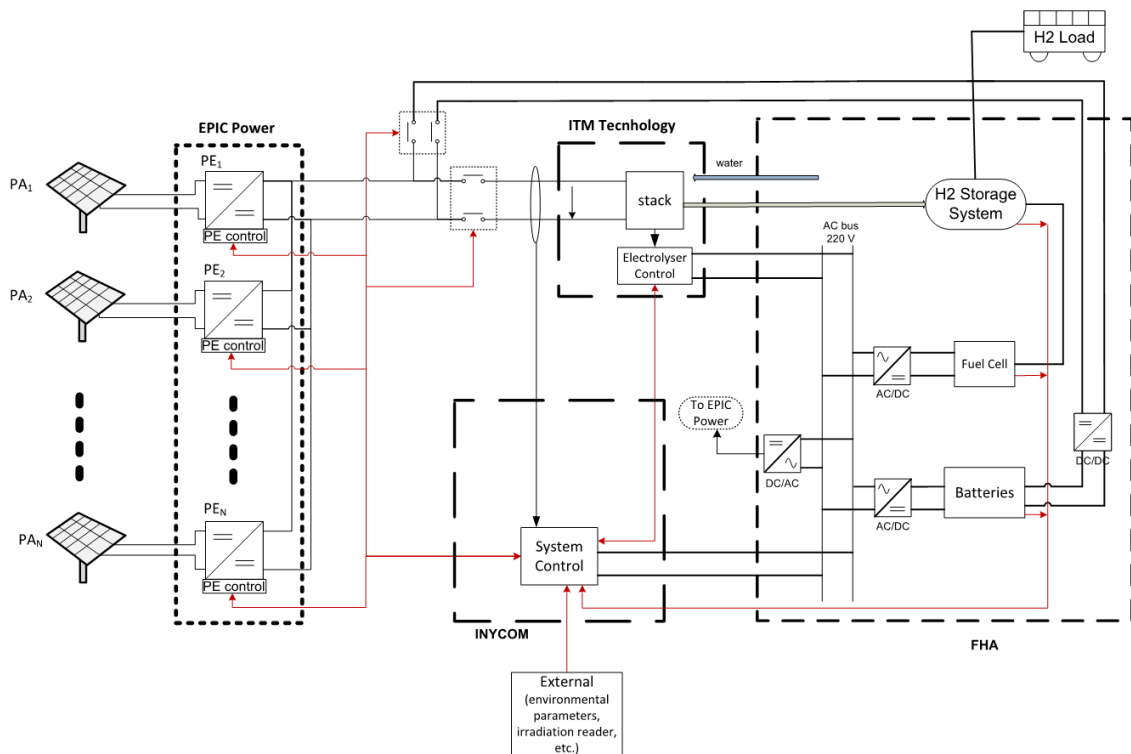 H2 Load
EPIC Power
ITM Tecnhology
PA1
PE1
PE control
water
stack
H2 Storage
System
AC bus
220 V
Electrolyser
Control
PA2
PE2
PE control
AC/DC
Fuel Cell
To EPIC
Power
DC/AC
DC/DC
AC/DC
Batteries
PAN
PEN
PE control
System
Control
INYCOM
FHA
External
(environmental
parameters,
irradiation reader,
etc.)